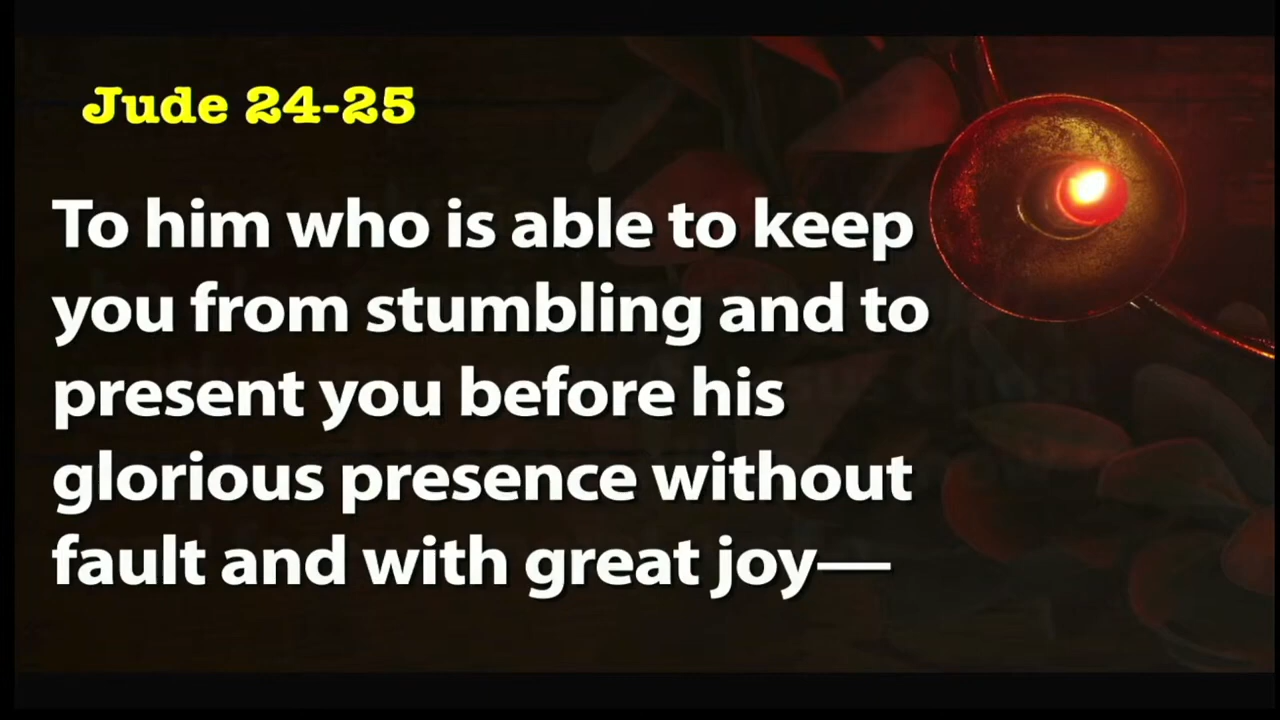 Jude 24-25
To him who is able to keep
you from stumbling and to
present you before his
glorious presence without
fault and with great joy—